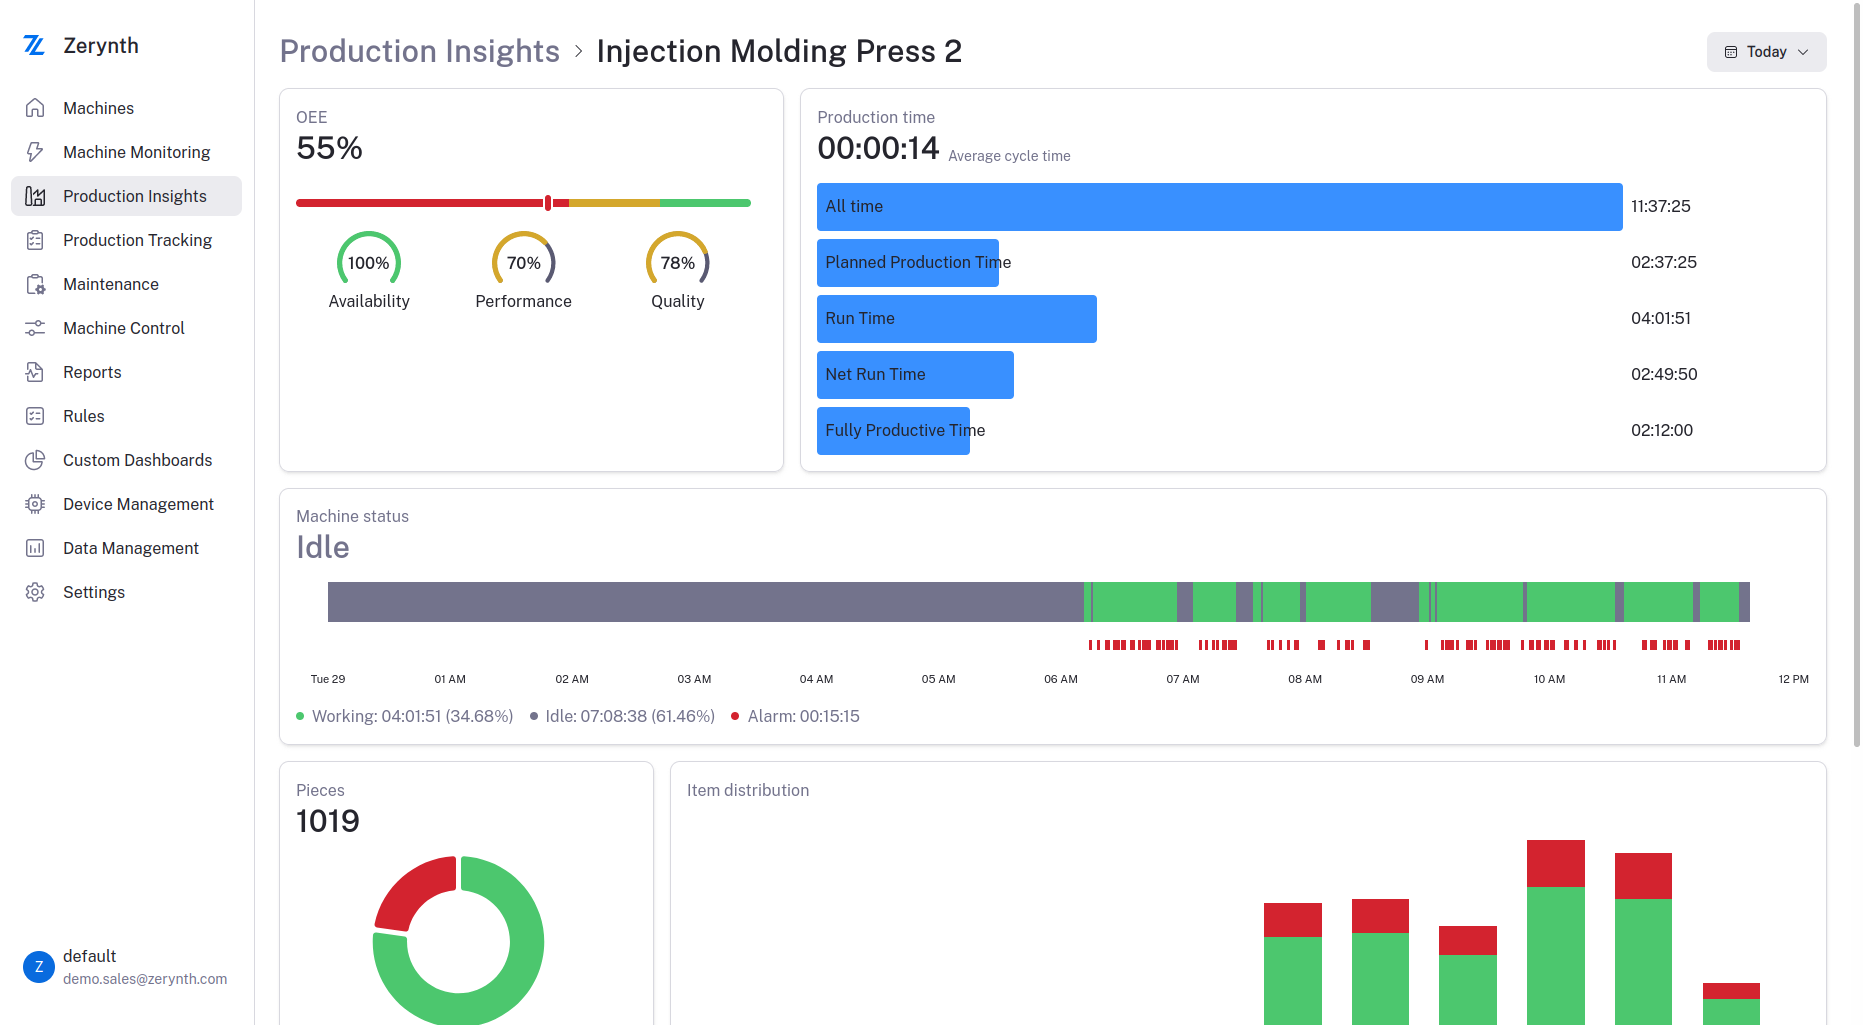 Zerynth
Machines
Machine Monitoring
Production Insights
Production Tracking
Maintenance
Machine Control
Reports
Rules
Custom Dashboards
Device Management
Data Management
Settings
Z
default
demo.sales@zerynth.com
Production Insights > Injection Molding Press 2
Today
OEE
55%
100% 70% 78%
Availability Performance Quality
Production time
00:00:14 Average cycle time
All time 11:37:25
Planned Production Time 02:37:25
Run Time 04:01:51
Net Run Time 02:49:50
Fully Productive Time 02:12:00
Machine status
Idle
Tue 29 01 AM 02 AM 03 AM 04 AM 05 AM 06 AM 07 AM 08 AM 09 AM 10 AM 11 AM 12 PM
Working: 04:01:51 (34.68%) Idle: 07:08:38 (61.46%) Alarm: 00:15:15
Pieces
1019
Item distribution